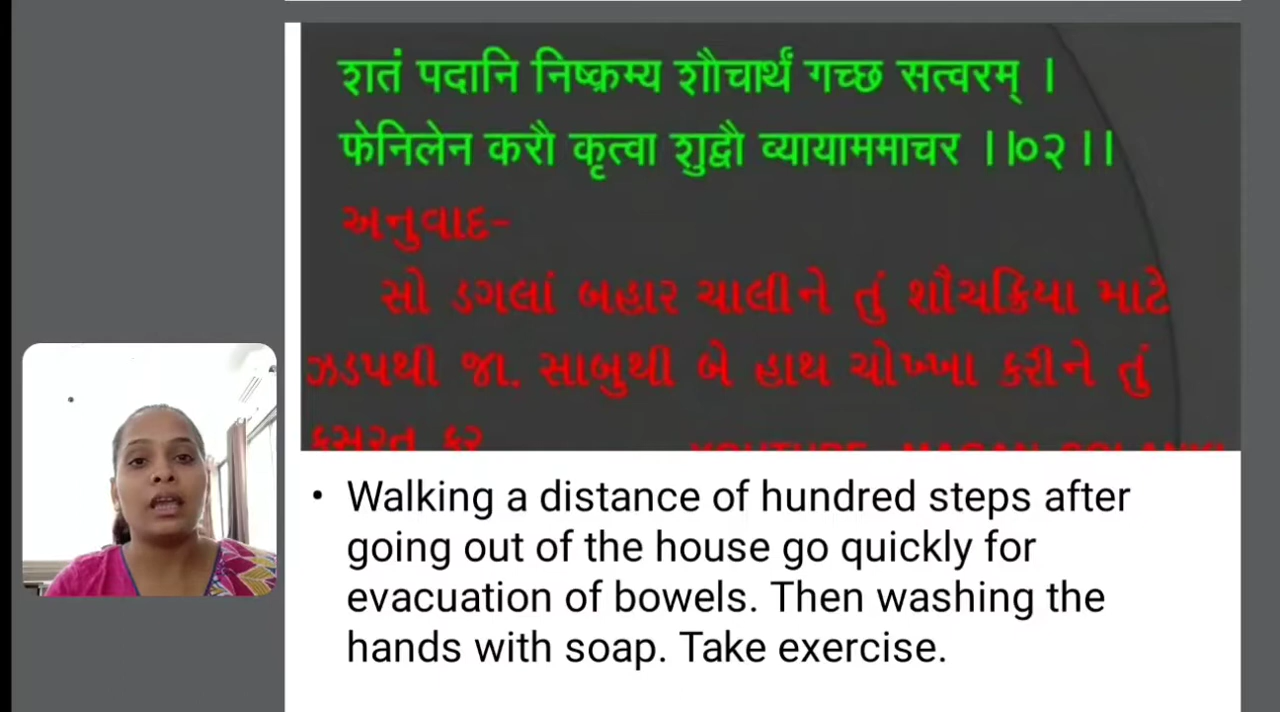 शतं पदानि निष्क्रम्य शौचार्थं गच्छ सत्वरम् ।
फेनिलेन करौ कृत्वा शुद्वौ व्यायाममाचर ।।०२।।
અનુવાદ-
સો ડગલાં બહાર ચાલીને તું શૌચક્રિયા માટે
ઝડપથી જા. સાબુથી બે હાથ ચોખ્ખા કરીને તું
કસરત કર
• Walking a distance of hundred steps after
going out of the house go quickly for
evacuation of bowels. Then washing the
hands with soap. Take exercise.